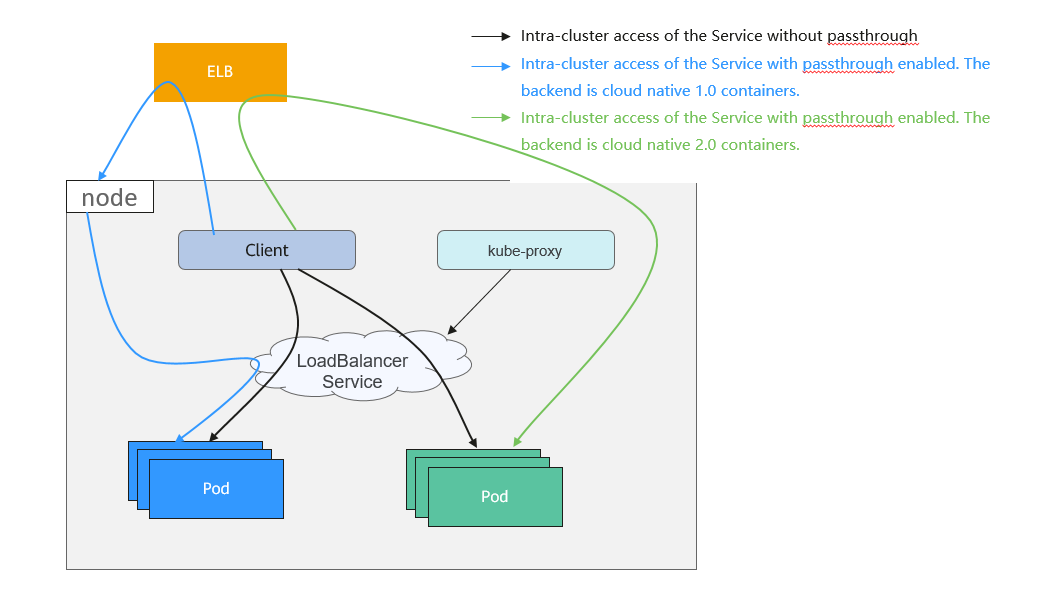 Intra-cluster access of the Service without passthrough
Intra-cluster access of the Service with passthrough enabled. The
backend is cloud native 1.0 containers.
Intra-cluster access of the Service with passthrough enabled. The
backend is cloud native 2.0 containers.
ELB
node
Client
kube-proxy
LoadBalancer
Service
Pod
Pod